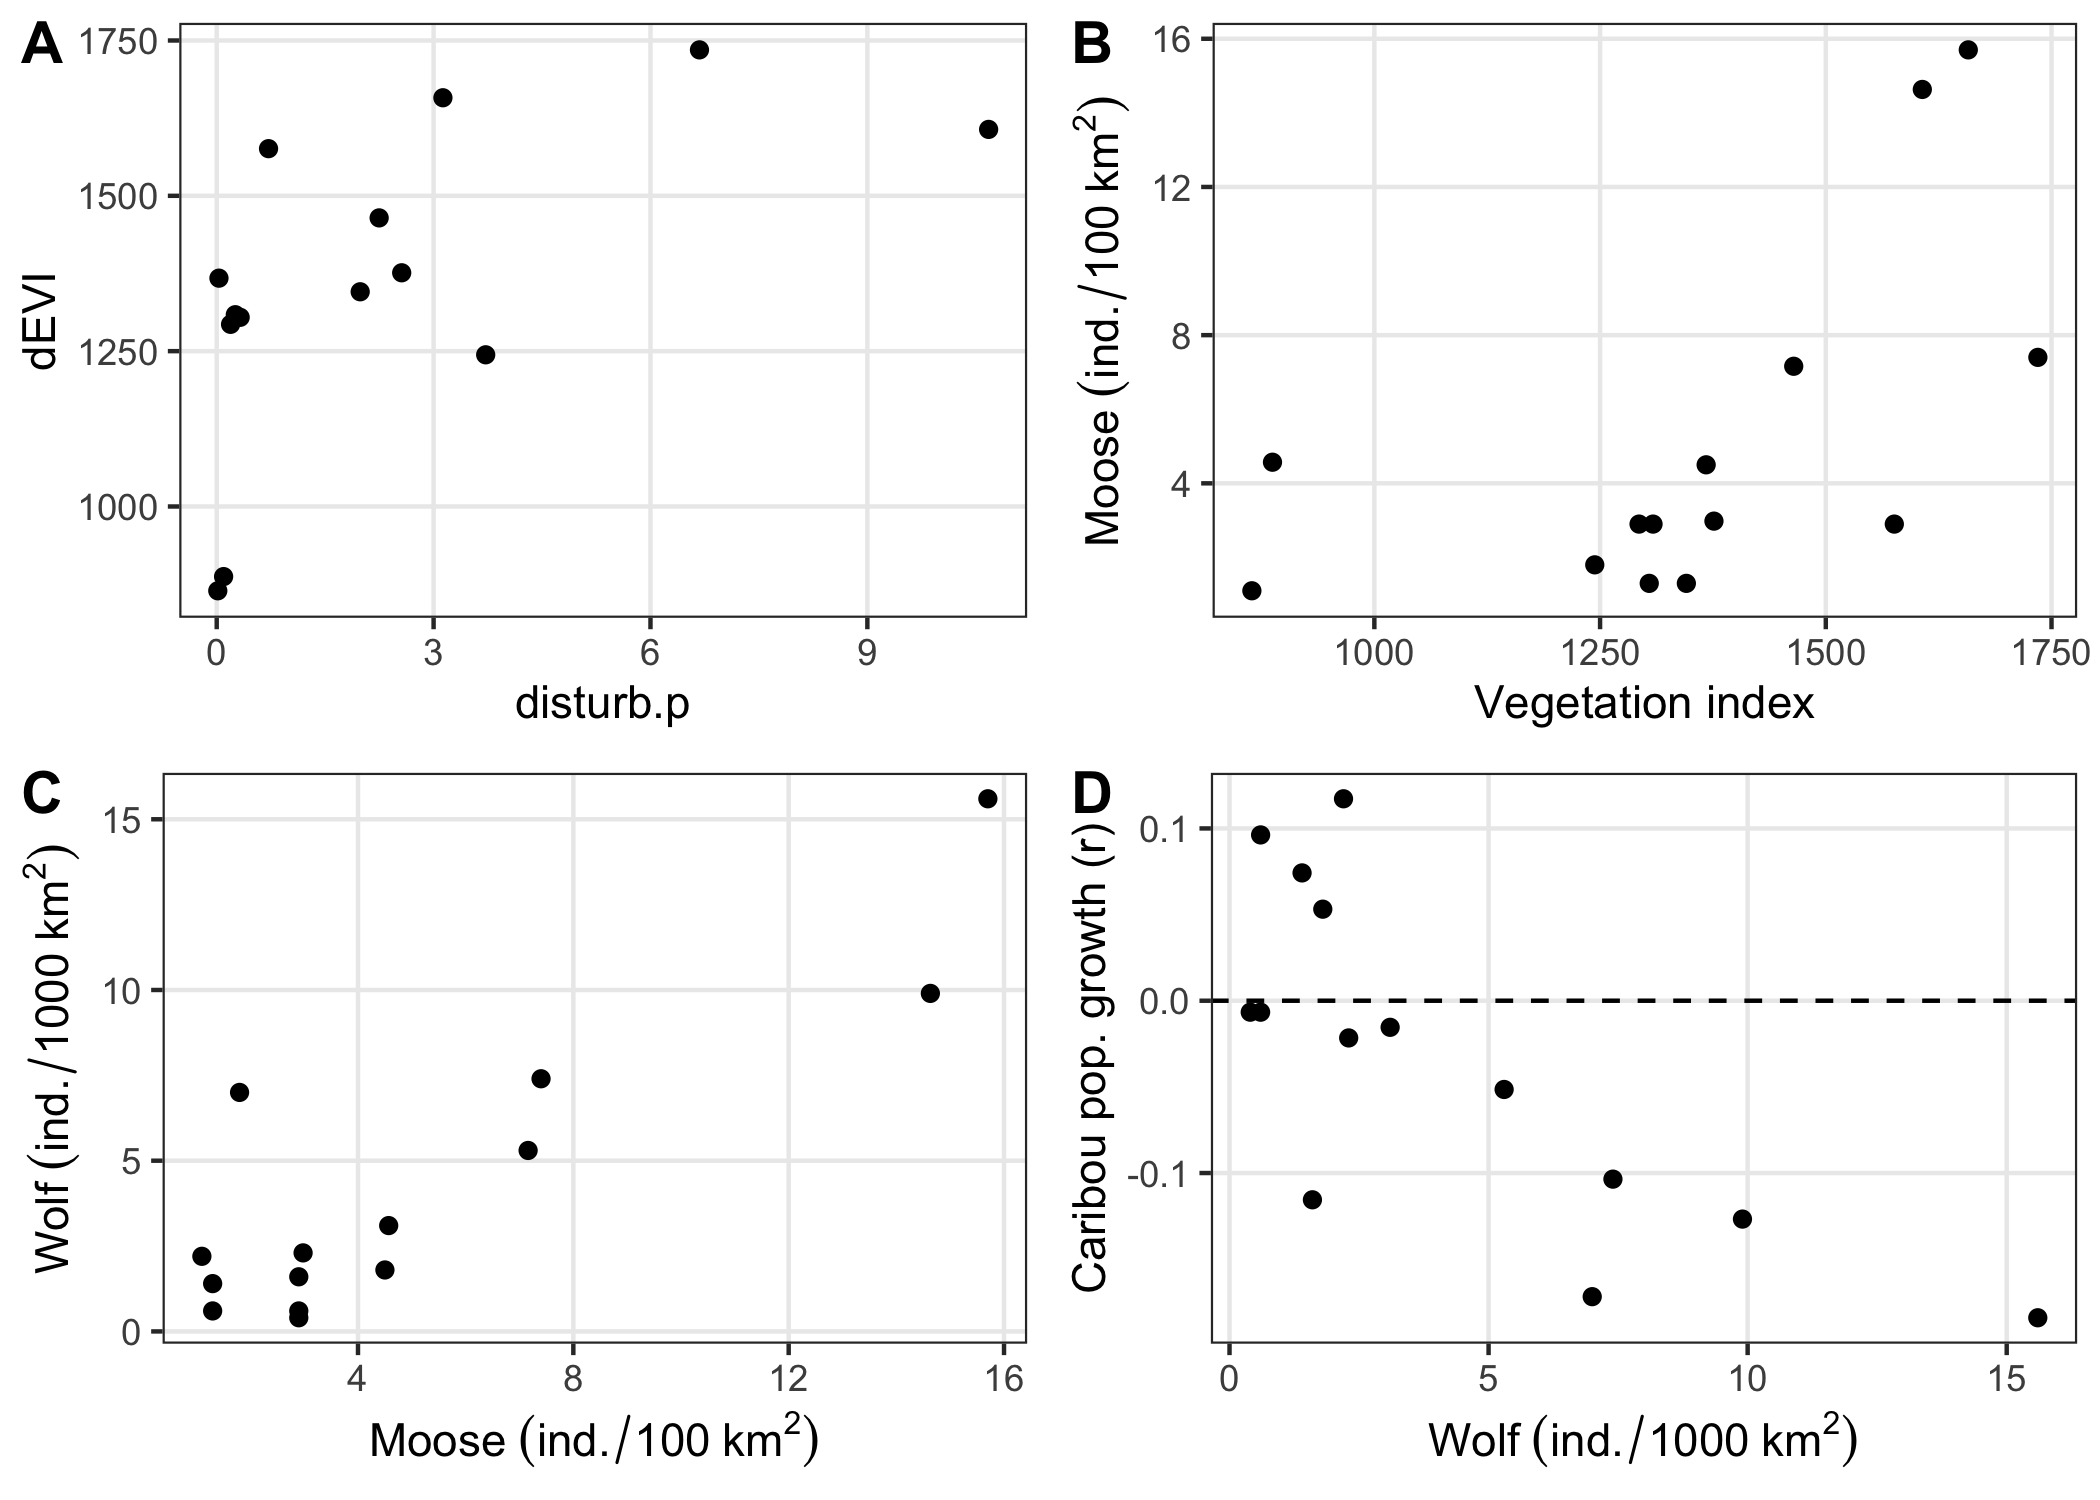 A
1750
1500
1250
1000
dEVI
0 3 6 9
disturb.p
B
16
12
8
4
Moose (ind./100 km²)
1000 1250 1500 1750
Vegetation index
C
15
10
5
0
Wolf (ind./1000 km²)
4 8 12 16
Moose (ind./100 km²)
D
0.1
0.0
-0.1
Caribou pop. growth (r)
0 5 10 15
Wolf (ind./1000 km²)